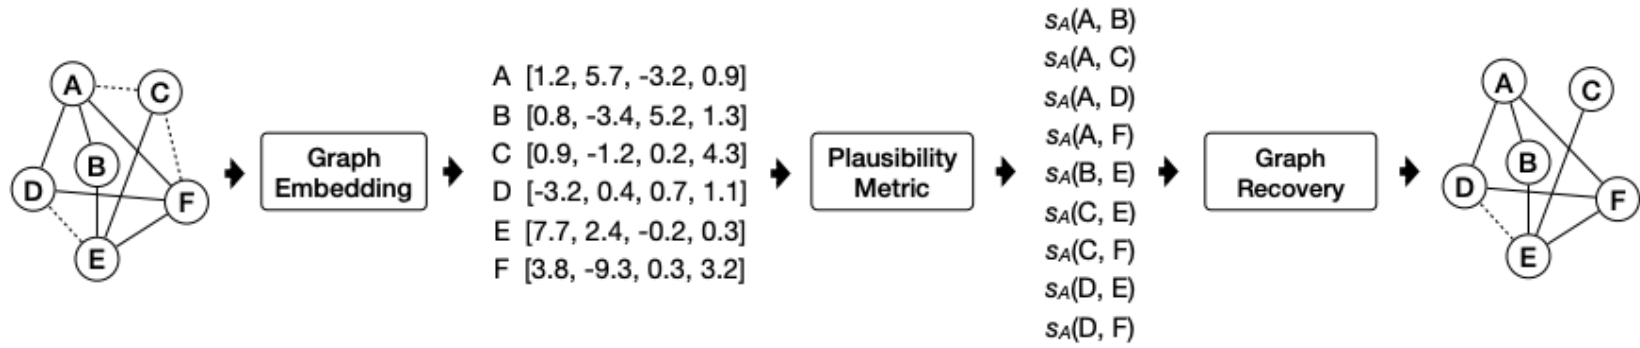 A
C
B
D
F
E
Graph
Embedding
A [1.2, 5.7, -3.2, 0.9]
B [0.8, -3.4, 5.2, 1.3]
C [0.9, -1.2, 0.2, 4.3]
D [-3.2, 0.4, 0.7, 1.1]
E [7.7, 2.4, -0.2, 0.3]
F [3.8, -9.3, 0.3, 3.2]
Plausibility
Metric
sA(A, B)
sA(A, C)
sA(A, D)
sA(A, F)
sA(B, E)
sA(C, E)
sA(C, F)
sA(D, E)
sA(D, F)
Graph
Recovery
A
C
B
D
F
E